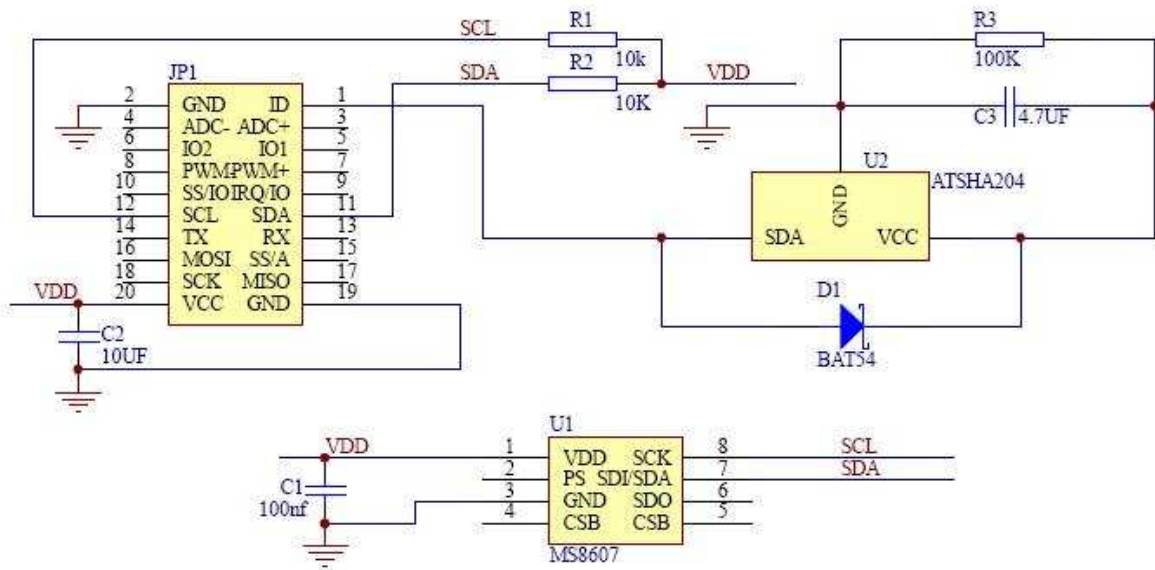 SCL
R1
10k
R3
100K
SDA
R2
10K
VDD
JP1
2 GND ID 1
4 ADC- ADC+ 3
6 IO2 IO1 5
8 PWM- PWM+ 7
10 SS/IO IRQ/IO 9
12 SCL SDA 11
14 TX RX 13
16 MOSI SS/A 15
18 SCK MISO 17
20 VCC GND 19
C3 4.7UF
U2
ATSHA204
GND
SDA VCC
VDD
C2
10UF
D1
BAT54
U1
VDD
1 VDD SCK 8 SCL
2 PS SDI/SDA 7 SDA
3 GND SDO 6
4 CSB CSB 5
C1
100nf
MS8607